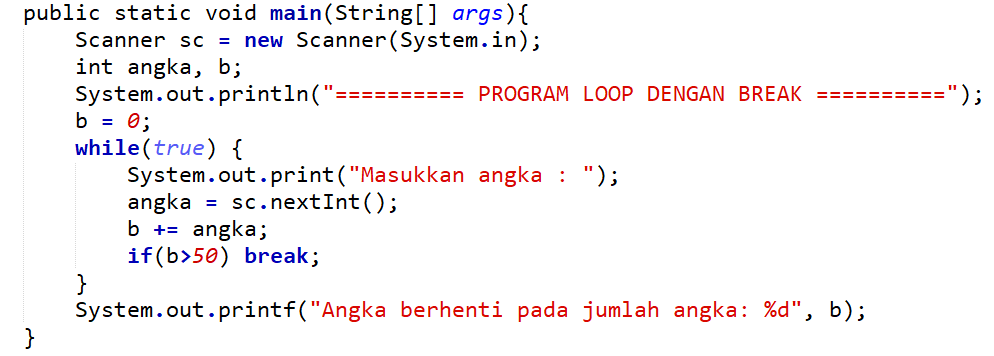 public static void main(String[] args){
    Scanner sc = new Scanner(System.in);
    int angka, b;
    System.out.println("========== PROGRAM LOOP DENGAN BREAK ==========");
    b = 0;
    while(true) {
        System.out.print("Masukkan angka : ");
        angka = sc.nextInt();
        b += angka;
        if(b>50) break;
    }
    System.out.printf("Angka berhenti pada jumlah angka: %d", b);
}